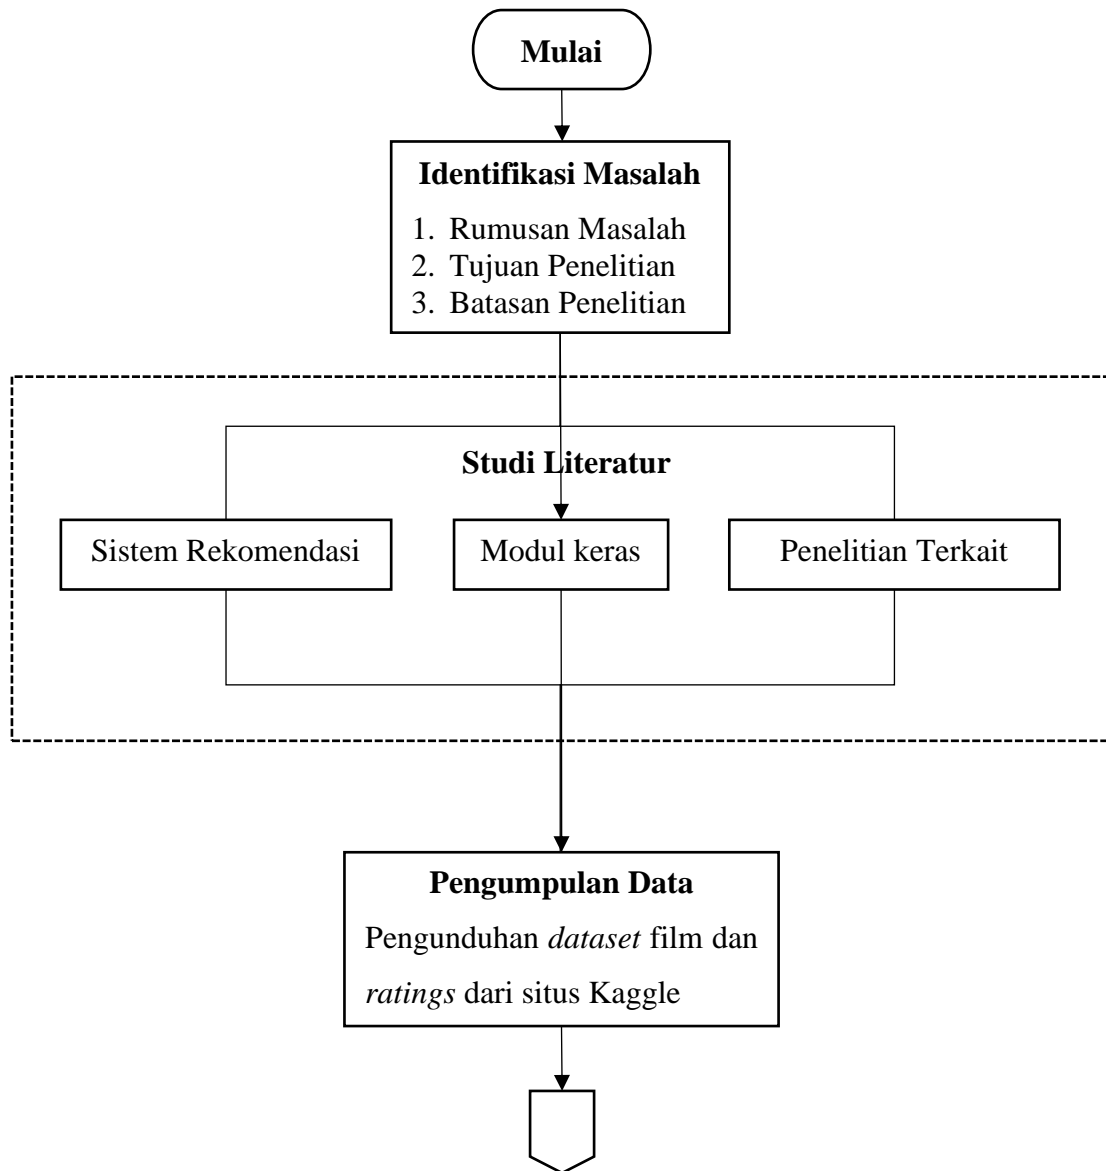 Mulai
Identifikasi Masalah
1. Rumusan Masalah
2. Tujuan Penelitian
3. Batasan Penelitian
Studi Literatur
Sistem Rekomendasi
Modul keras
Penelitian Terkait
Pengumpulan Data
Pengunduhan dataset film dan
ratings dari situs Kaggle